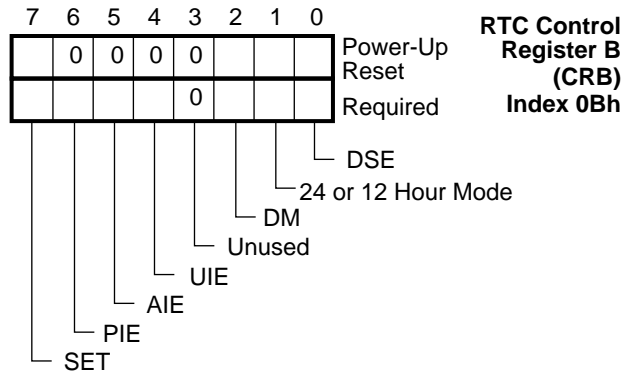 7 6 5 4 3 2 1 0
RTC Control
Register B
(CRB)
Index 0Bh
0 0 0 0
Power-Up
Reset
0
Required
DSE
24 or 12 Hour Mode
DM
Unused
UIE
AIE
PIE
SET